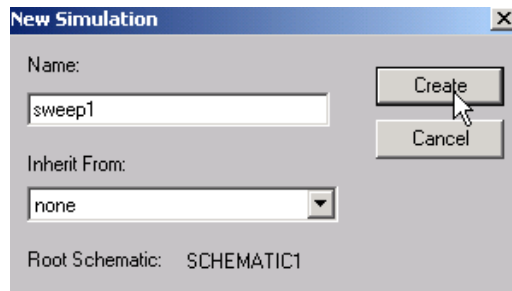 New Simulation
Name:
Create
sweep1
Cancel
Inherit From:
none
Root Schematic: SCHEMATIC1